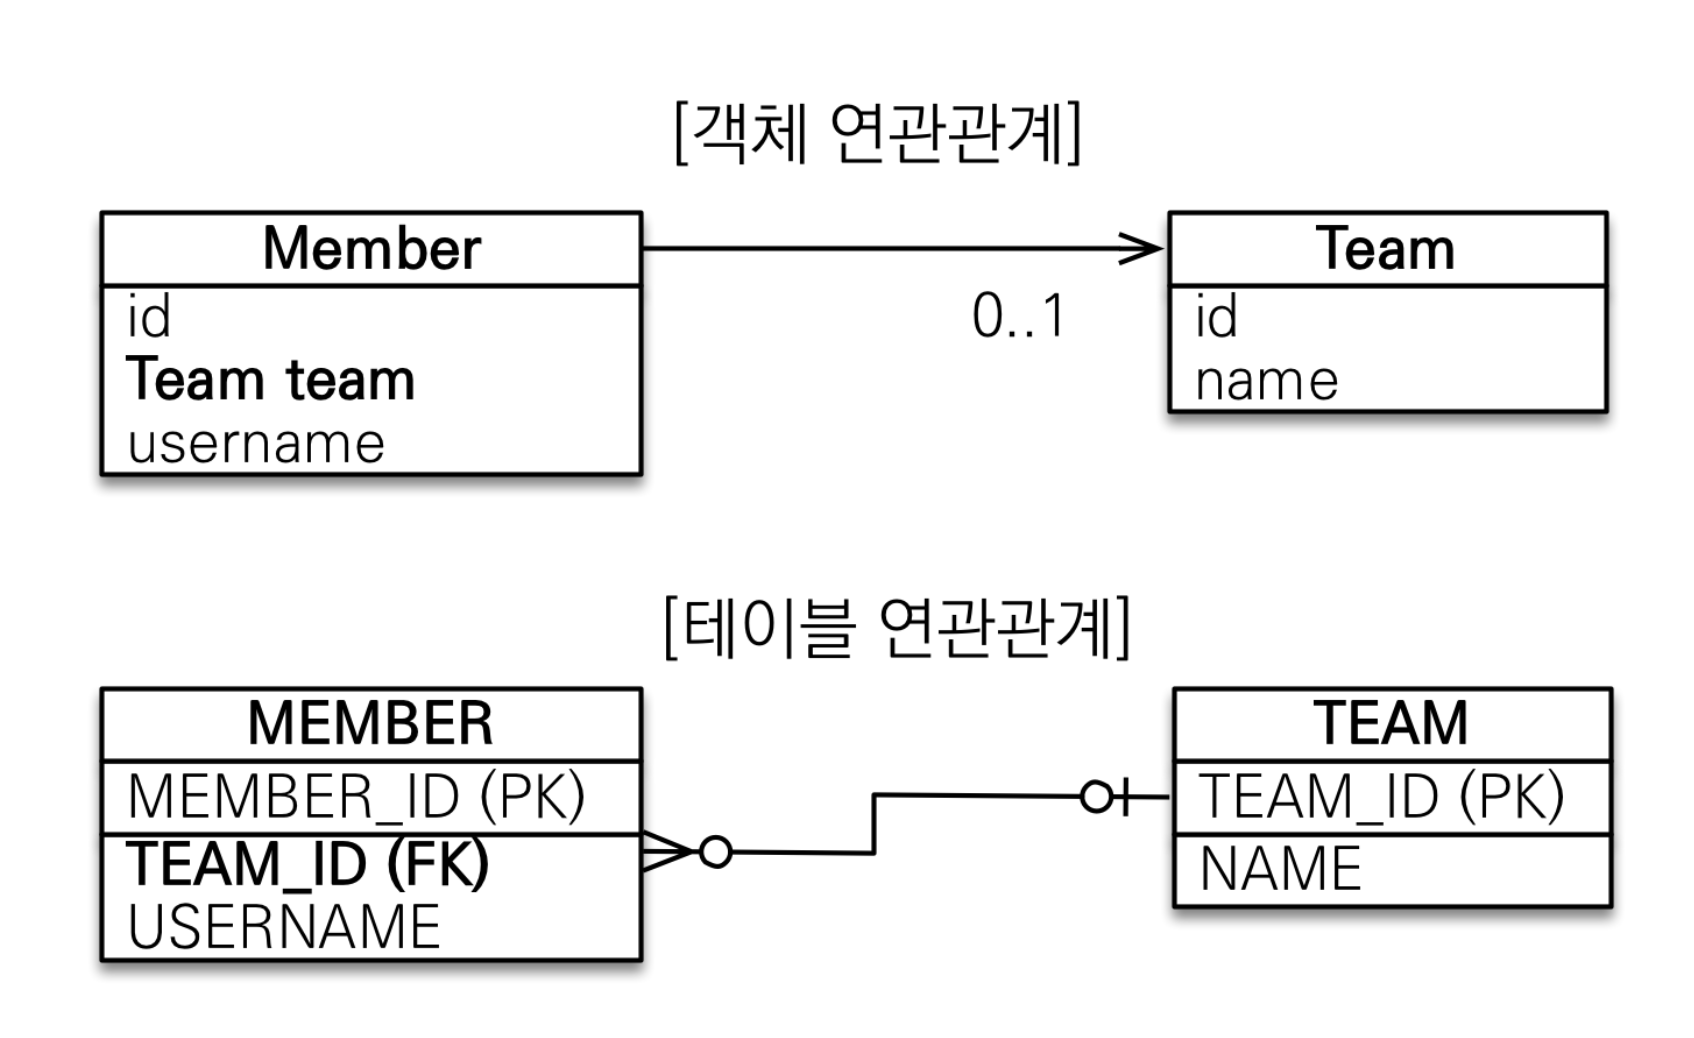 [객체 연관관계]
Member
id
Team team
username
0..1
Team
id
name
[테이블 연관관계]
MEMBER
MEMBER_ID (PK)
TEAM_ID (FK)
USERNAME
TEAM
TEAM_ID (PK)
NAME